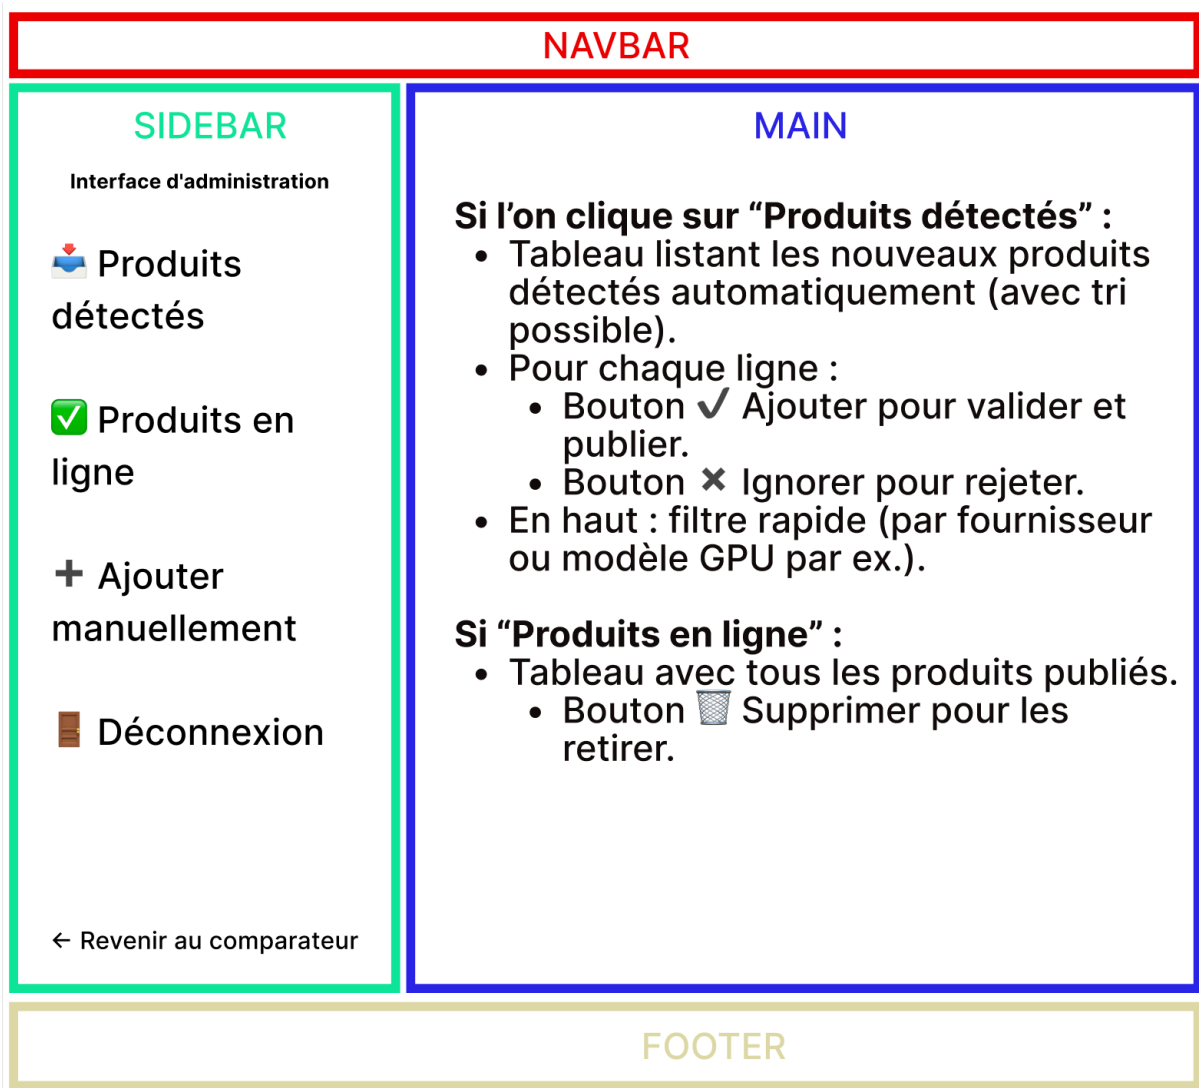 NAVBAR
SIDEBAR
Interface d'administration
📥 Produits
détectés
✅ Produits en
ligne
➕ Ajouter
manuellement
🚪 Déconnexion
← Revenir au comparateur
MAIN
Si l’on clique sur “Produits détectés” :
• Tableau listant les nouveaux produits
détectés automatiquement (avec tri
possible).
• Pour chaque ligne :
• Bouton ✔ Ajouter pour valider et
publier.
• Bouton ✖ Ignorer pour rejeter.
• En haut : filtre rapide (par fournisseur
ou modèle GPU par ex.).
Si “Produits en ligne” :
• Tableau avec tous les produits publiés.
• Bouton 🗑 Supprimer pour les
retirer.
FOOTER